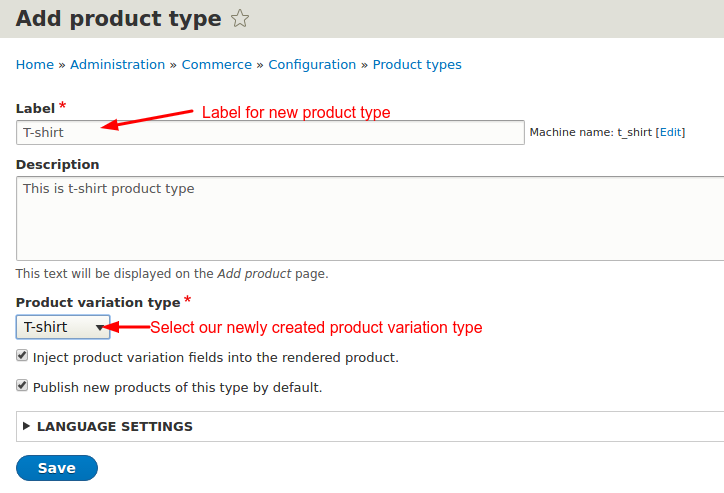 Add product type
Home » Administration » Commerce » Configuration » Product types
Label *
Label for new product type
T-shirt
Machine name: t_shirt [Edit]
Description
This is t-shirt product type
This text will be displayed on the Add product page.
Product variation type *
T-shirt
Select our newly created product variation type
Inject product variation fields into the rendered product.
Publish new products of this type by default.
LANGUAGE SETTINGS
Save